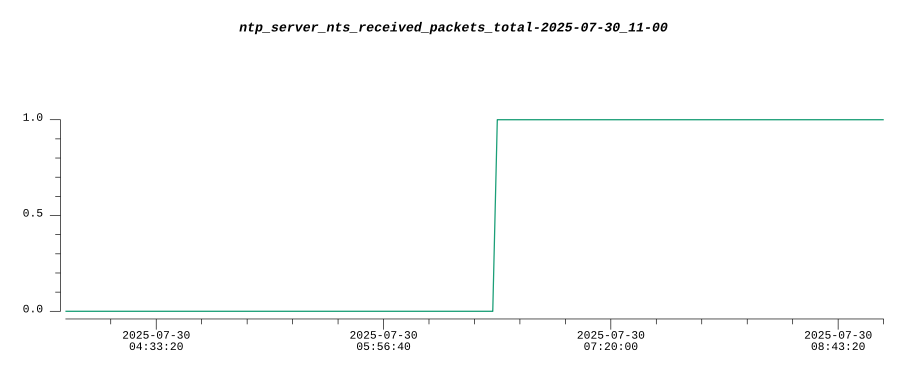 ntp_server_nts_received_packets_total-2025-07-30_11-00
1.0
0.5
0.0
2025-07-30 2025-07-30 2025-07-30 2025-07-30
04:33:20 05:56:40 07:20:00 08:43:20